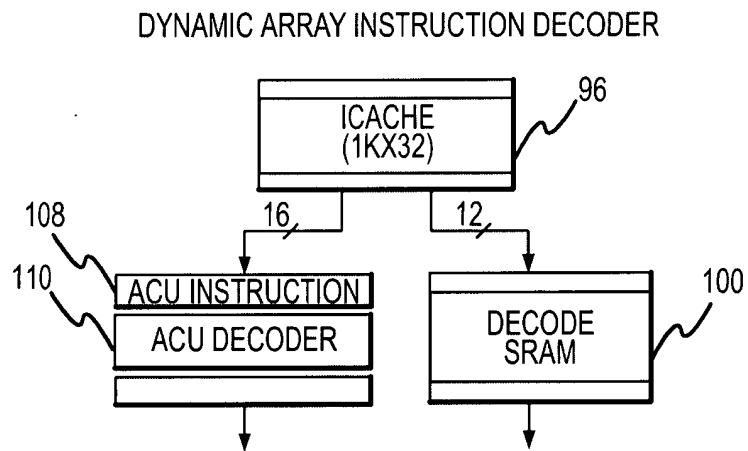 DYNAMIC ARRAY INSTRUCTION DECODER
96
ICACHE
(1KX32)
16
12
108
ACU INSTRUCTION
110
ACU DECODER
DECODE
SRAM
100